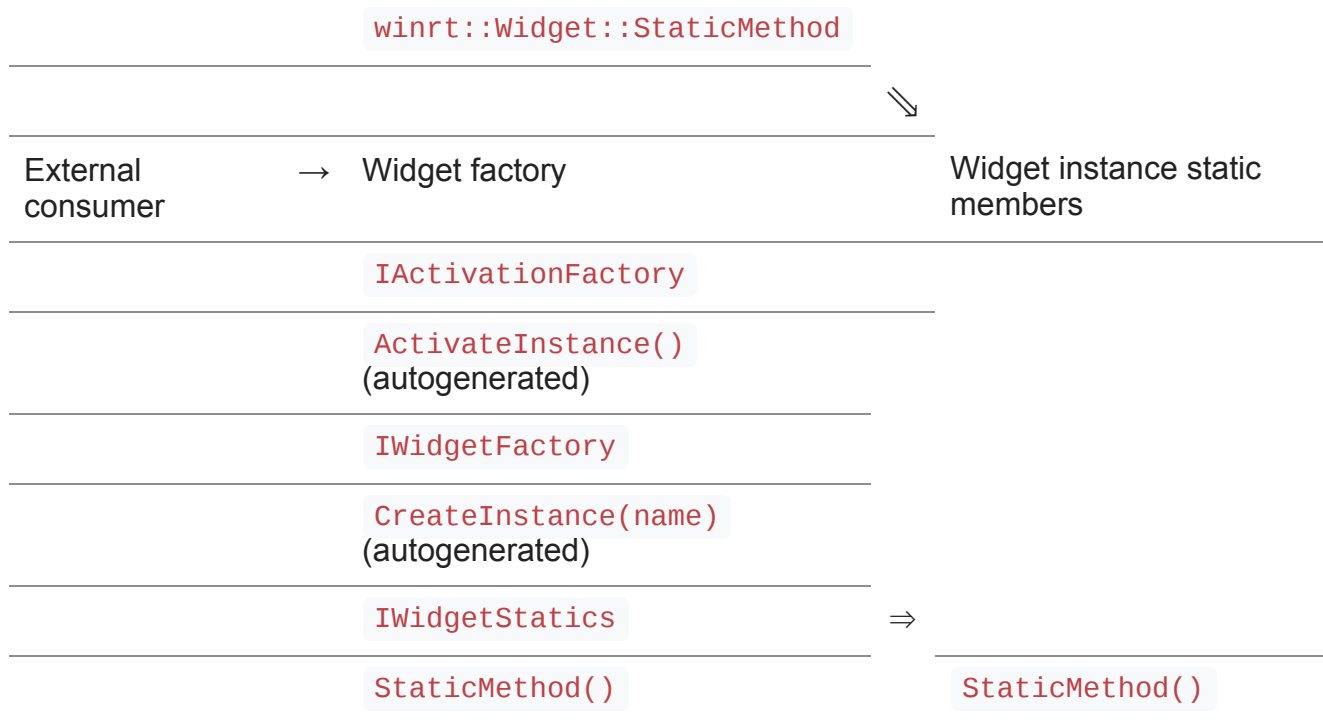 winrt::Widget::StaticMethod
⇘
External consumer → Widget factory Widget instance static members
IActivationFactory
ActivateInstance()
(autogenerated)
IWidgetFactory
CreateInstance(name)
(autogenerated)
IWidgetStatics ⇒
StaticMethod() StaticMethod()